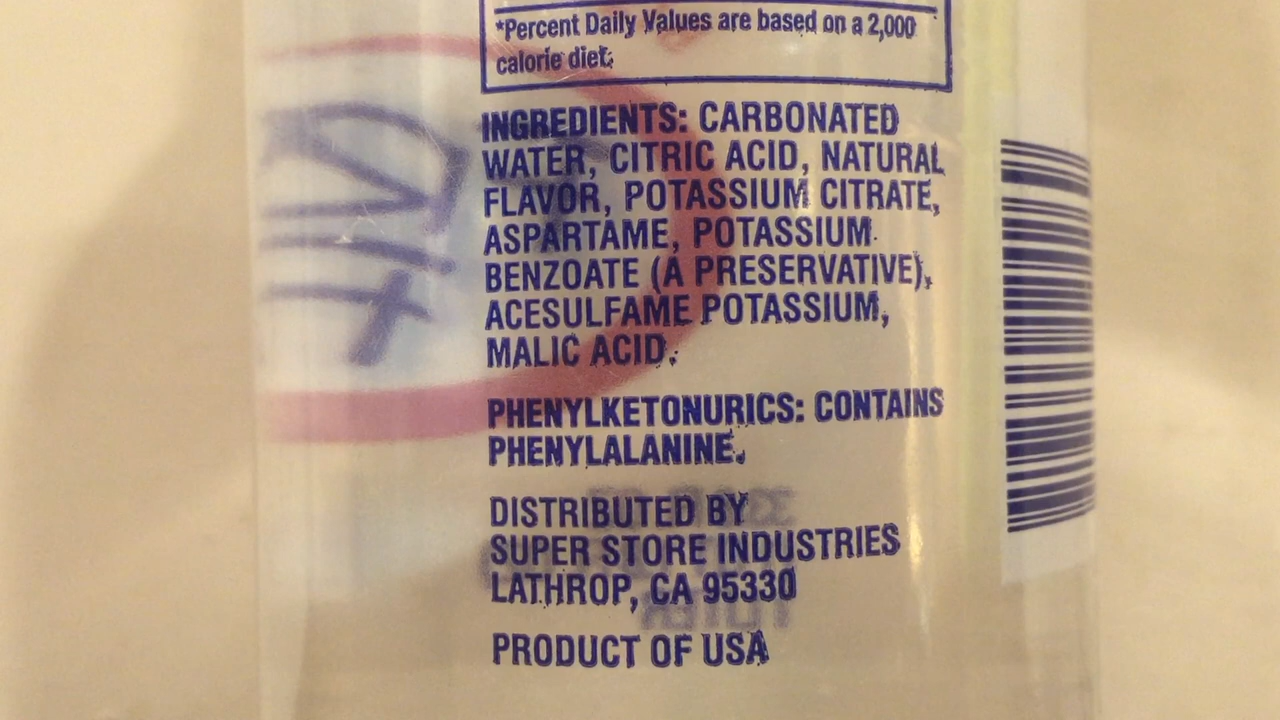 *Percent Daily Values are based on a 2,000
calorie diet.
INGREDIENTS: CARBONATED
WATER, CITRIC ACID, NATURAL
FLAVOR, POTASSIUM CITRATE,
ASPARTAME, POTASSIUM
BENZOATE (A PRESERVATIVE),
ACESULFAME POTASSIUM,
MALIC ACID.
PHENYLKETONURICS: CONTAINS
PHENYLALANINE.
DISTRIBUTED BY
SUPER STORE INDUSTRIES
LATHROP, CA 95330
PRODUCT OF USA